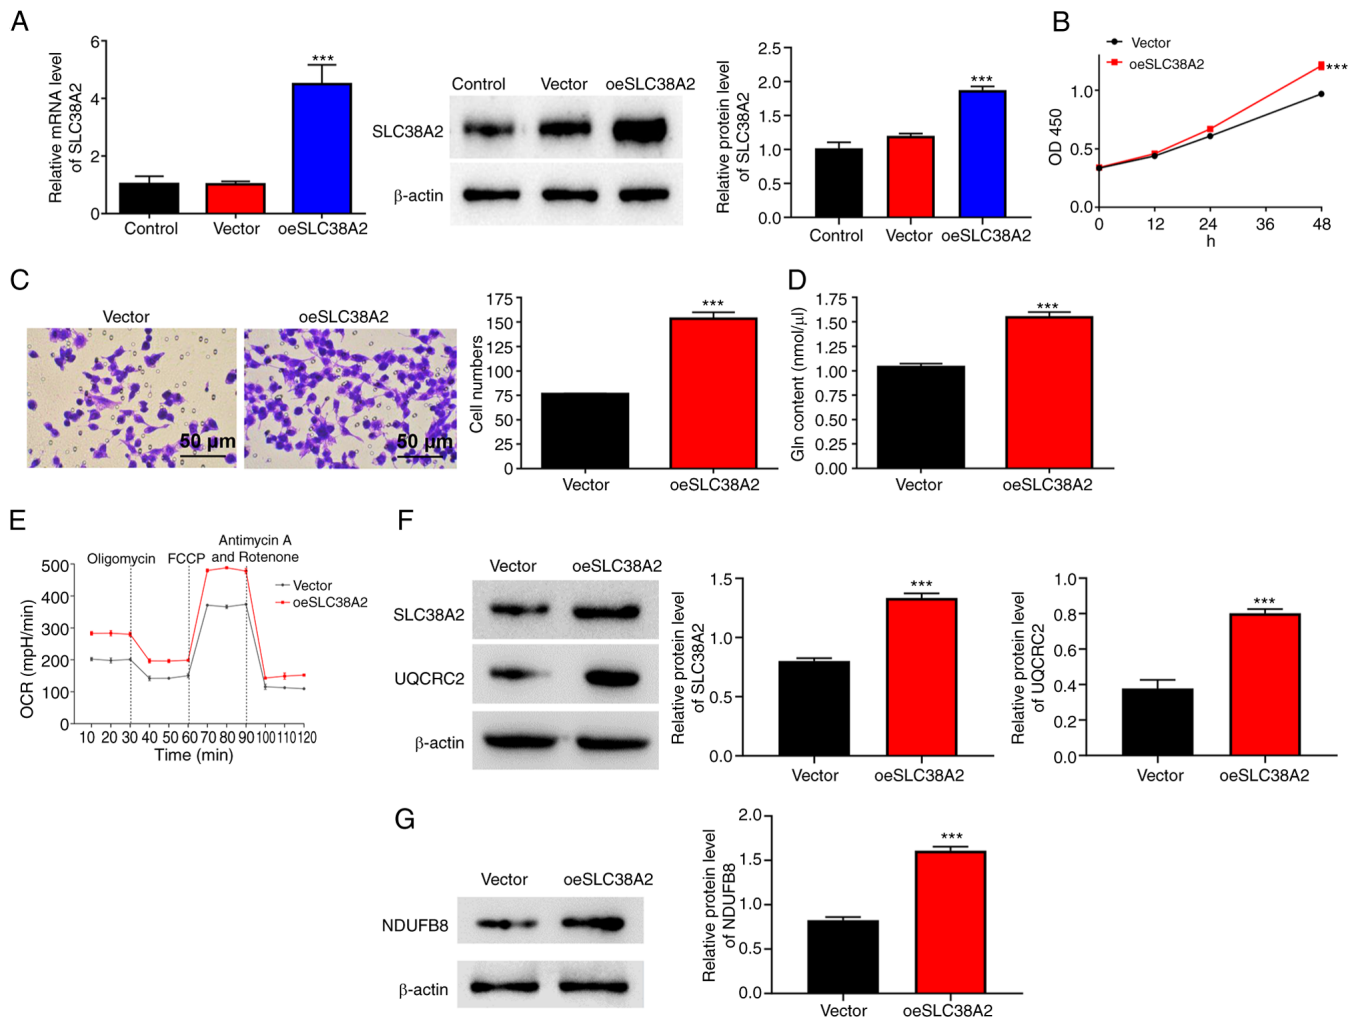 A
Relative mRNA level
of SLC38A2
6
4
2
0
***
Control
Vector
oeSLC38A2
Control
Vector
oeSLC38A2
SLC38A2
β-actin
Relative protein level
of SLC38A2
2.5
2.0
1.5
1.0
0.5
0.0
***
Control
Vector
oeSLC38A2
B
Vector
oeSLC38A2
OD 450
1.0
0.5
0.0
***
0
12
24
36
48
h
C
Vector
oeSLC38A2
50 μm
50 μm
Cell numbers
175
150
125
100
75
50
25
0
***
Vector
oeSLC38A2
D
Gln content (nmol/μl)
1.75
1.50
1.25
1.00
0.75
0.50
0.25
0.00
***
Vector
oeSLC38A2
E
Oligomycin
FCCP
Antimycin A
and Rotenone
Vector
oeSLC38A2
OCR (mpH/min)
500
400
300
200
100
0
10 20 30 40 50 60 70 80 90 100 110 120
Time (min)
F
Vector
oeSLC38A2
SLC38A2
UQCRC2
β-actin
Relative protein level
of SLC38A2
1.5
1.0
0.5
0.0
***
Vector
oeSLC38A2
Relative protein level
of UQCRC2
1.0
0.8
0.6
0.4
0.2
0.0
***
Vector
oeSLC38A2
G
Vector
oeSLC38A2
NDUFB8
β-actin
Relative protein level
of NDUFB8
2.0
1.5
1.0
0.5
0.0
***
Vector
oeSLC38A2